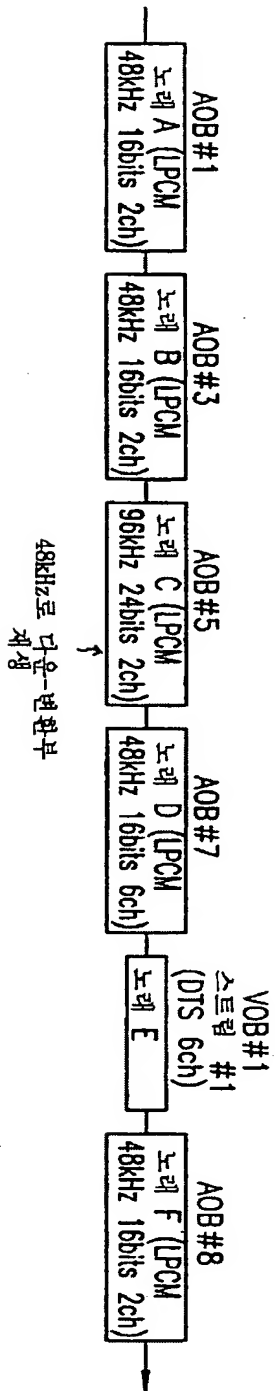 AOB#1
노래 A (LPCM
48kHz 16bits 2ch)
AOB#3
노래 B (LPCM
48kHz 16bits 2ch)
AOB#5
노래 C (LPCM
96kHz 24bits 2ch)
48kHz로 다운-변환부
재생
AOB#7
노래 D (LPCM
48kHz 16bits 6ch)
VOB#1
스트림 #1
(DTS 6ch)
노래 E
AOB#8
노래 F (LPCM
48kHz 16bits 2ch)